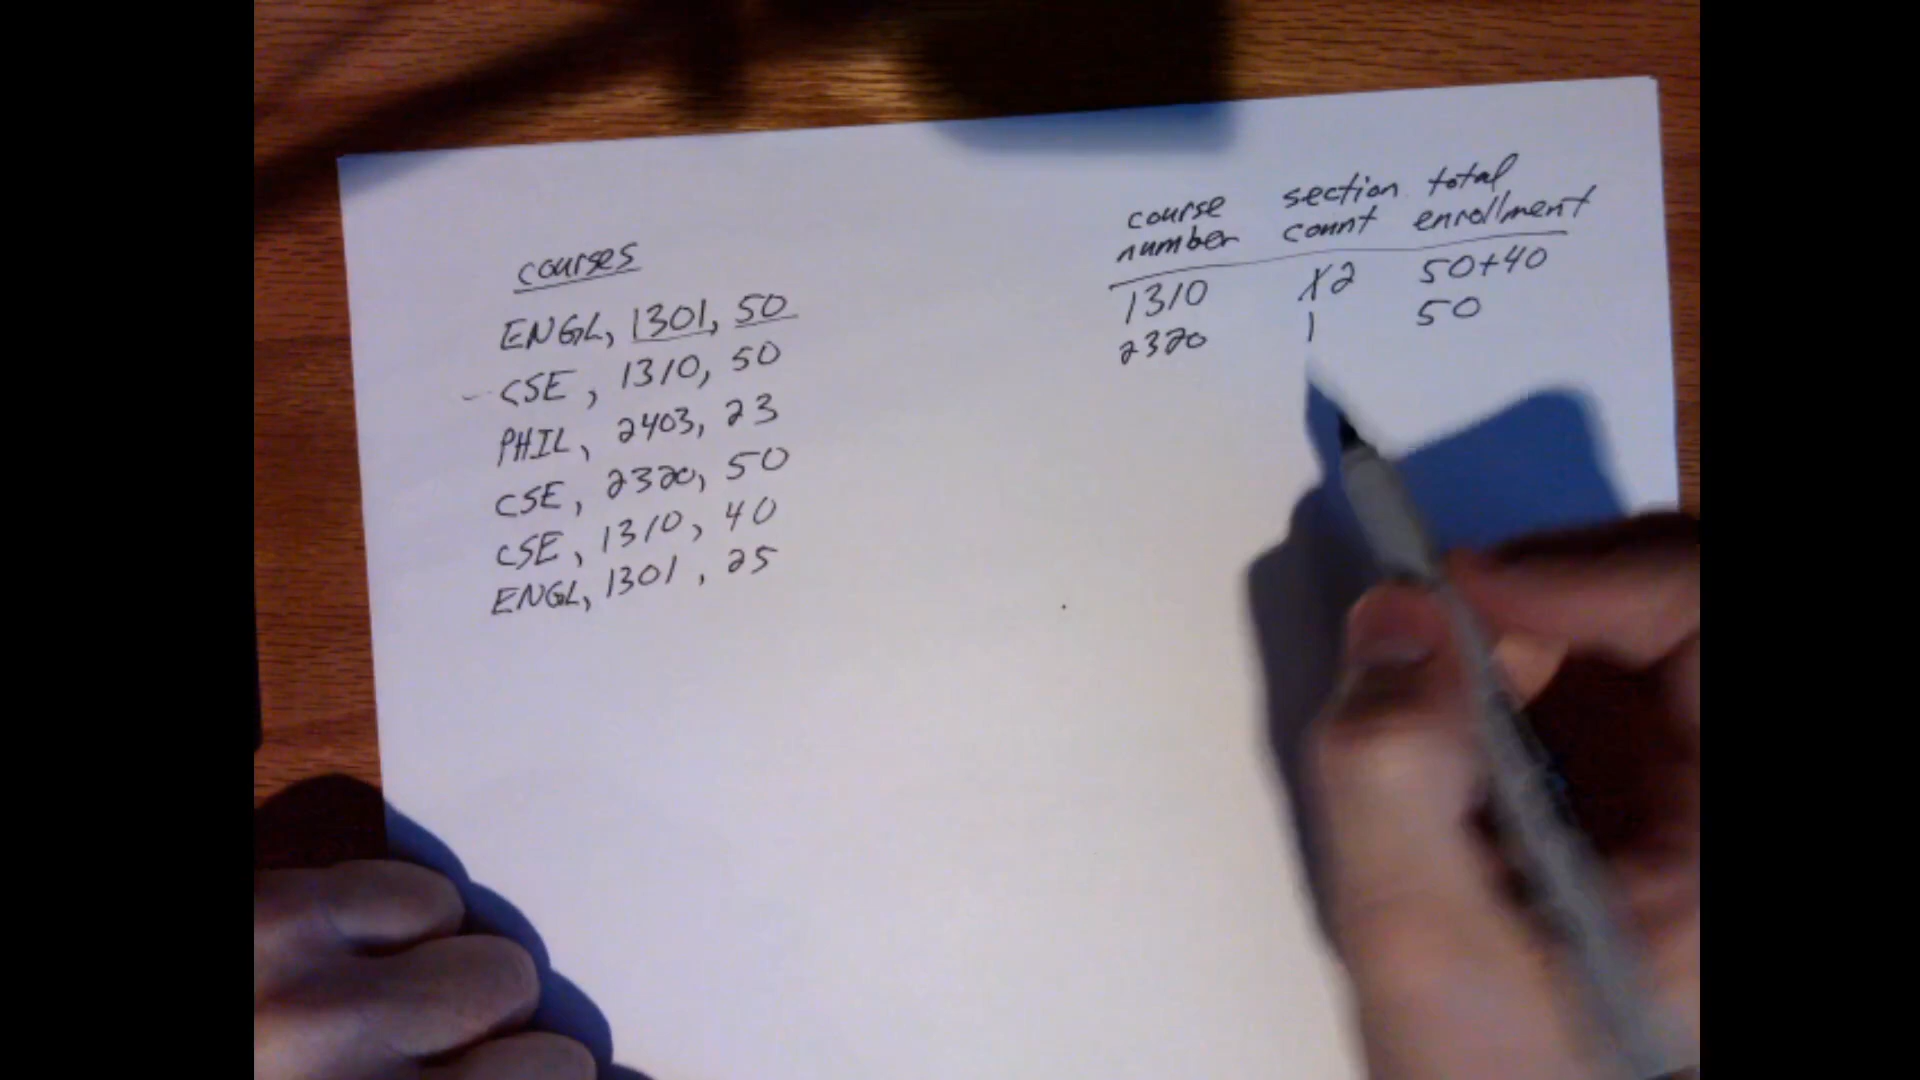 courses
ENGL, 1301, 50
CSE, 1310, 50
PHIL, 2403, 23
CSE, 2320, 50
CSE, 1310, 40
ENGL, 1301, 25
course number section count total enrollment
1310 1 2 50+40
2320 1 50